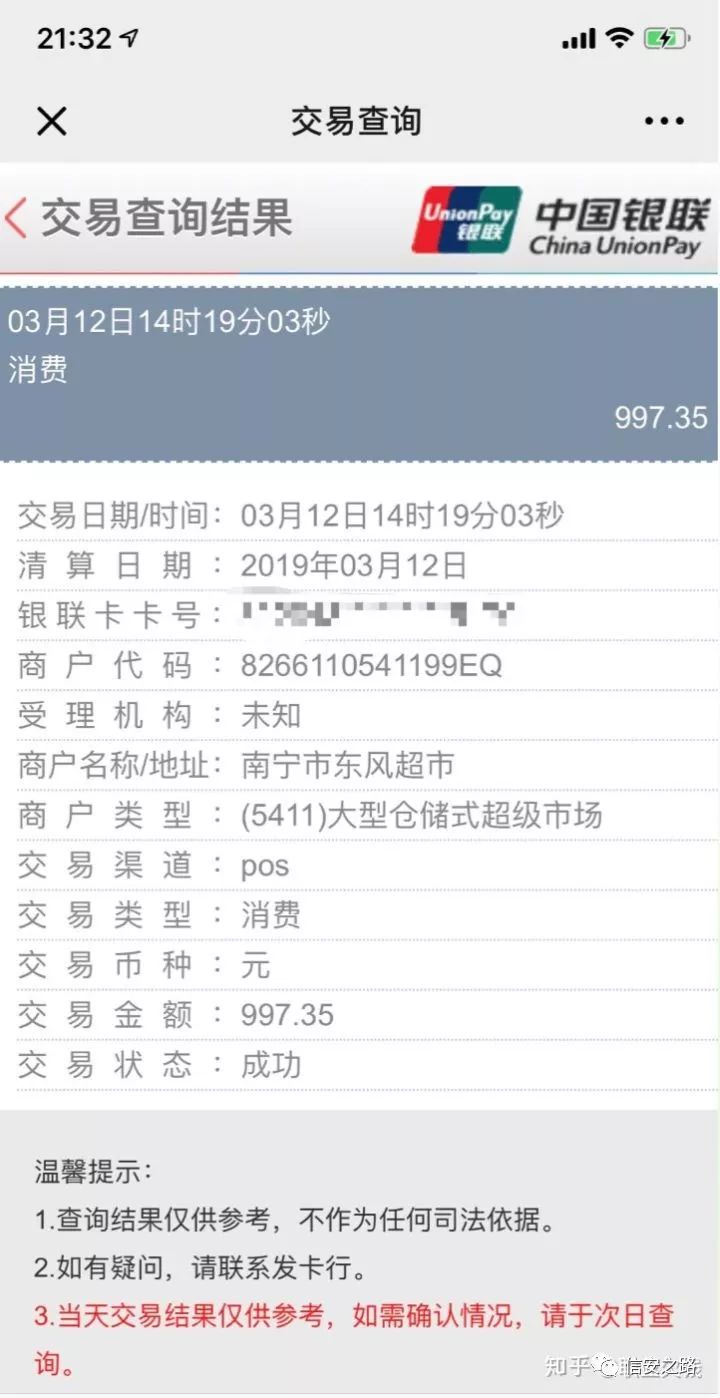 21:32
交易查询
交易查询结果
UnionPay
银联
中国银联
China UnionPay
03月12日14时19分03秒
消费
997.35
交易日期/时间：03月12日14时19分03秒
清算日期：2019年03月12日
银联卡卡号：
商户代码：8266110541199EQ
受理机构：未知
商户名称/地址：南宁市东风超市
商户类型：(5411)大型仓储式超级市场
交易渠道：pos
交易类型：消费
交易币种：元
交易金额：997.35
交易状态：成功
温馨提示：
1.查询结果仅供参考，不作为任何司法依据。
2.如有疑问，请联系发卡行。
3.当天交易结果仅供参考，如需确认情况，请于次日查
询。
知乎
信安之路